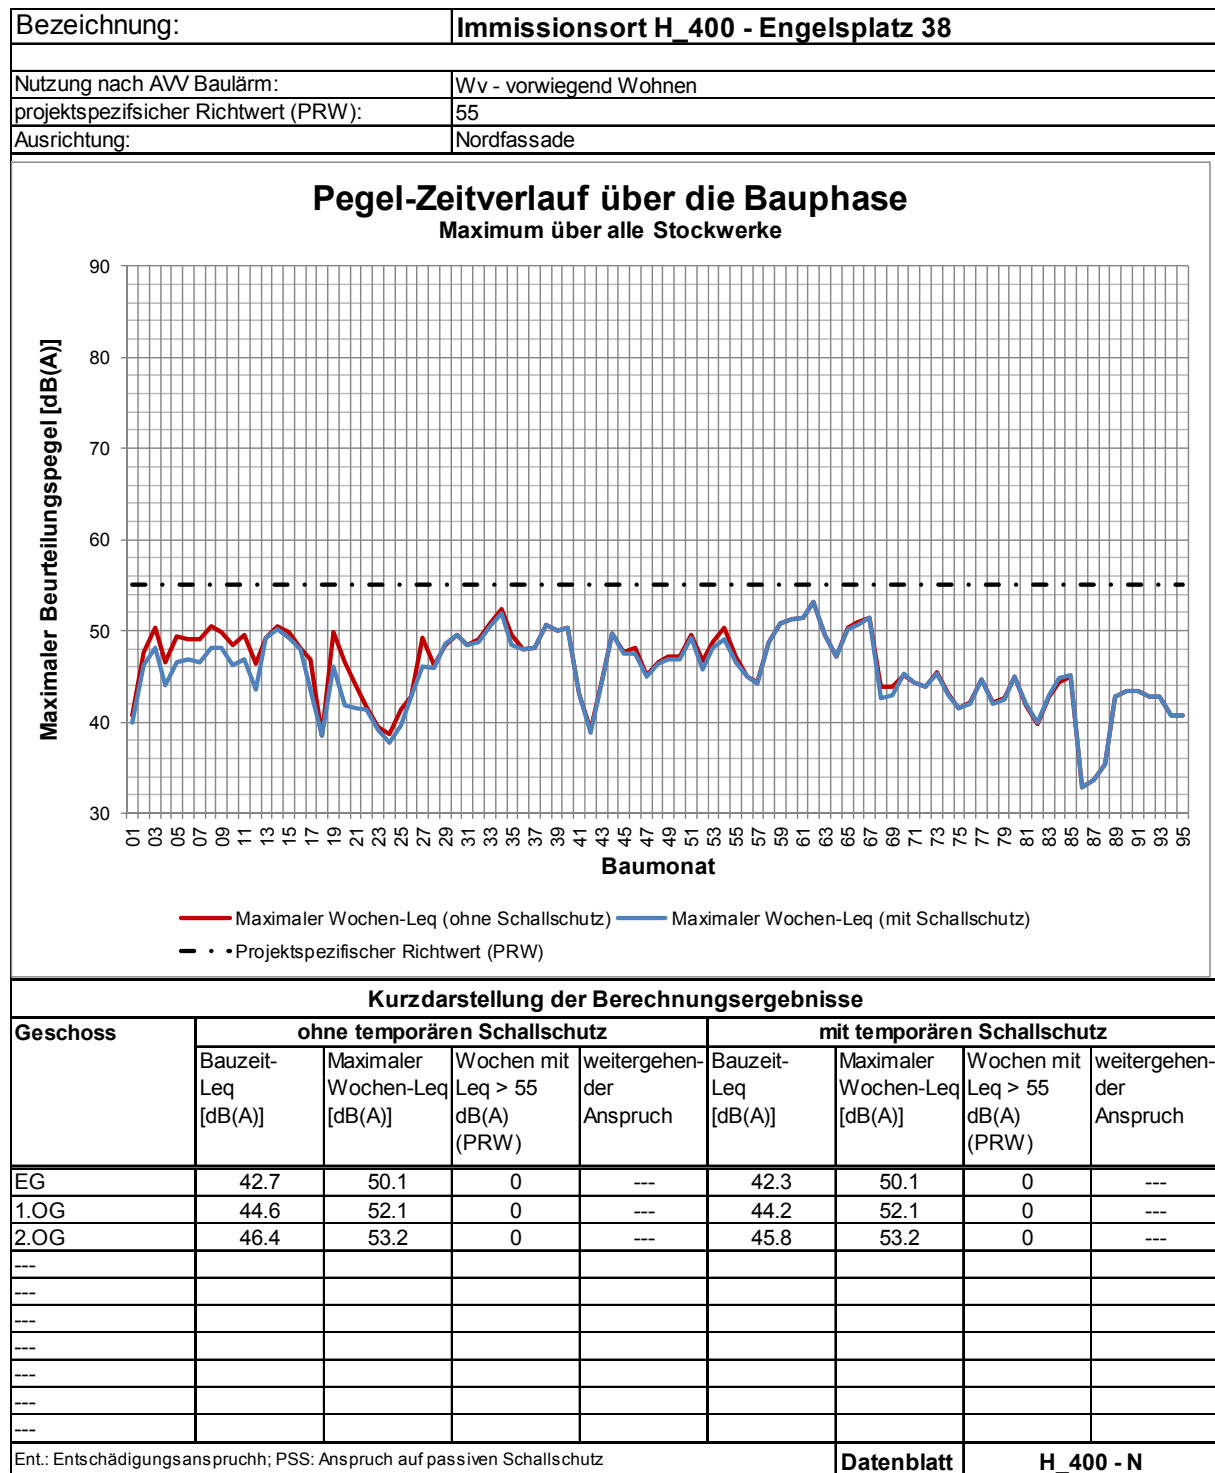 Bezeichnung: Immissionsort H_400 - Engelsplatz 38
Nutzung nach AVV Baulärm: Wv - vorwiegend Wohnen
projektspezifsicher Richtwert (PRW): 55
Ausrichtung: Nordfassade
Pegel-Zeitverlauf über die Bauphase
Maximum über alle Stockwerke
Maximaler Beurteilungspegel [dB(A)]
90
80
70
60
50
40
30
01 03 05 07 09 11 13 15 17 19 21 23 25 27 29 31 33 35 37 39 41 43 45 47 49 51 53 55 57 59 61 63 65 67 69 71 73 75 77 79 81 83 85 87 89 91 93 95
Baumonat
Maximaler Wochen-Leq (ohne Schallschutz) Maximaler Wochen-Leq (mit Schallschutz)
Projektspezifischer Richtwert (PRW)
Kurzdarstellung der Berechnungsergebnisse
Geschoss ohne temporären Schallschutz mit temporären Schallschutz
Bauzeit- Maximaler Wochen mit weitergehen- Bauzeit- Maximaler Wochen mit weitergehen-
Leq Wochen-Leq Leq > 55 der Leq Wochen-Leq Leq > 55 der
[dB(A)] [dB(A)] dB(A) Anspruch [dB(A)] [dB(A)] dB(A) Anspruch
(PRW) (PRW)
EG 42.7 50.1 0 --- 42.3 50.1 0 ---
1.OG 44.6 52.1 0 --- 44.2 52.1 0 ---
2.OG 46.4 53.2 0 --- 45.8 53.2 0 ---
---
---
---
---
---
---
---
Ent.: Entschädigungsanspruchh; PSS: Anspruch auf passiven Schallschutz Datenblatt H_400 - N